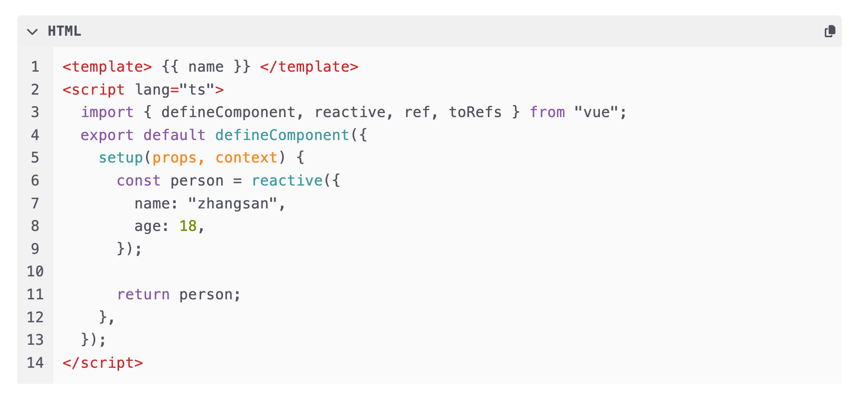 HTML
1 <template> {{ name }} </template>
2 <script lang="ts">
3   import { defineComponent, reactive, ref, toRefs } from "vue";
4   export default defineComponent({
5     setup(props, context) {
6       const person = reactive({
7         name: "zhangsan",
8         age: 18,
9       });
10
11       return person;
12     },
13   });
14 </script>